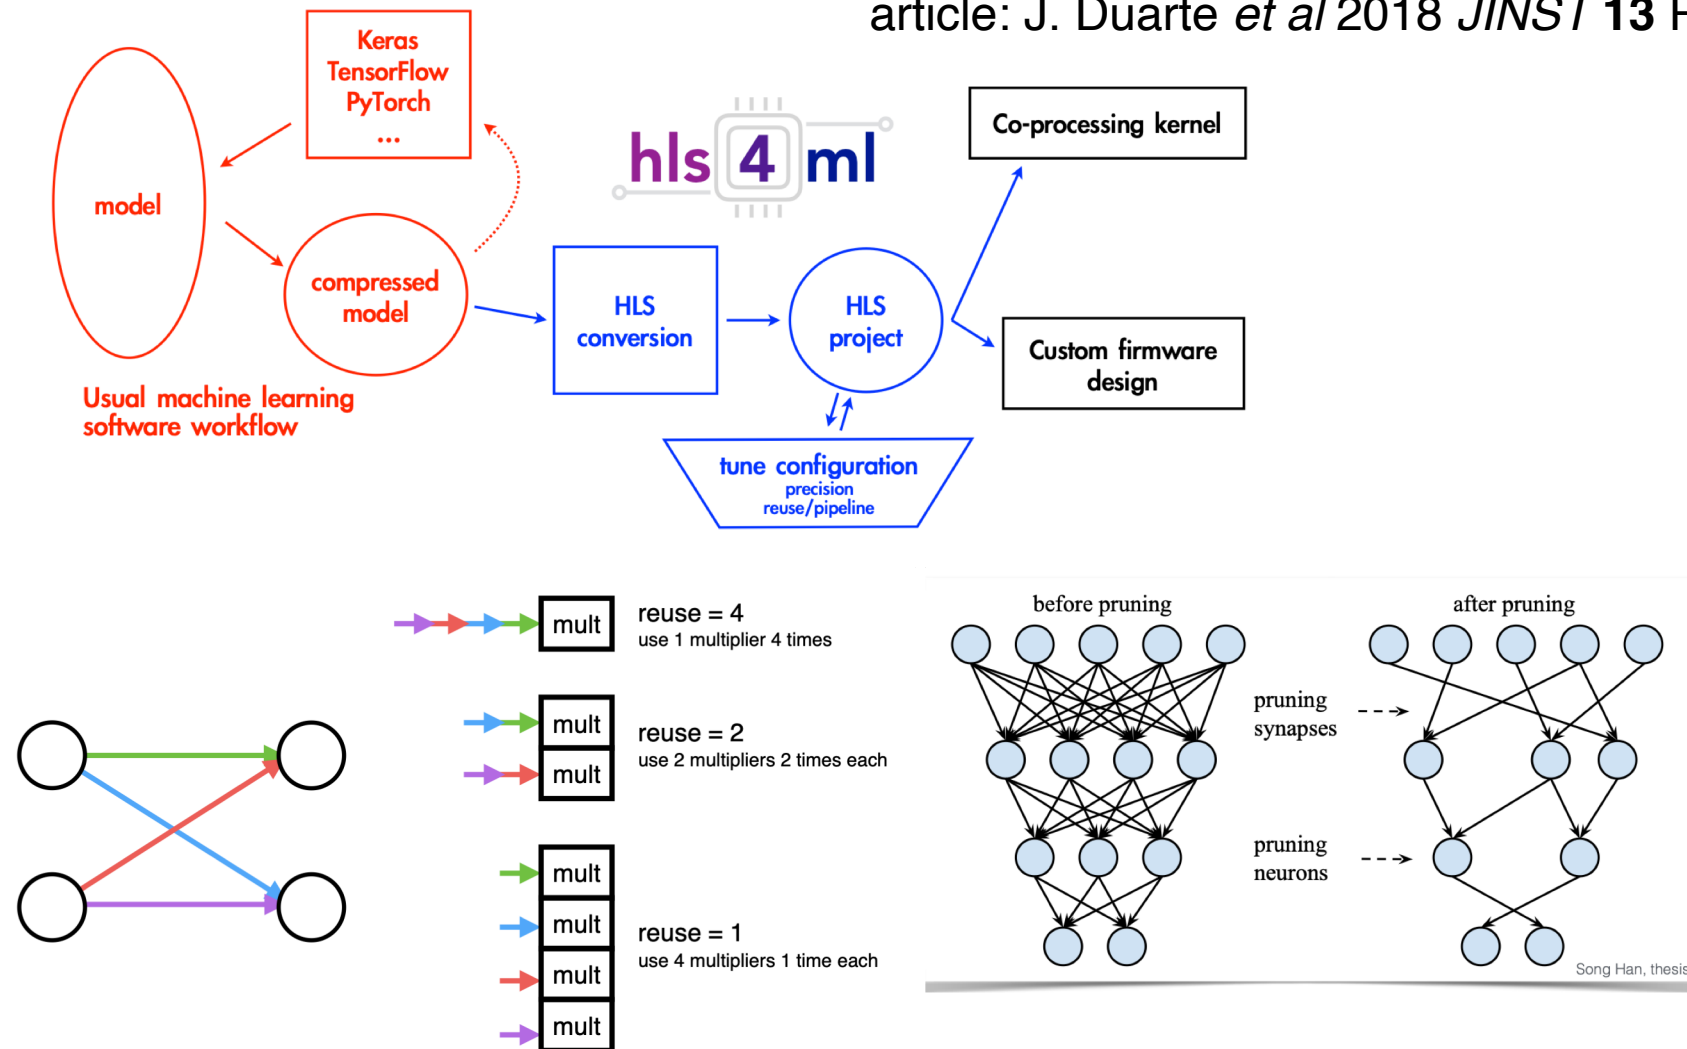 article: J. Duarte et al 2018 JINST 13 P
Keras
TensorFlow
PyTorch
...
model
compressed
model
Usual machine learning
software workflow
hls 4 ml
HLS
conversion
HLS
project
Co-processing kernel
Custom firmware
design
tune configuration
precision
reuse/pipeline
mult
reuse = 4
use 1 multiplier 4 times
mult
mult
reuse = 2
use 2 multipliers 2 times each
mult
mult
mult
mult
reuse = 1
use 4 multipliers 1 time each
before pruning
after pruning
pruning
synapses
pruning
neurons
Song Han, thesis